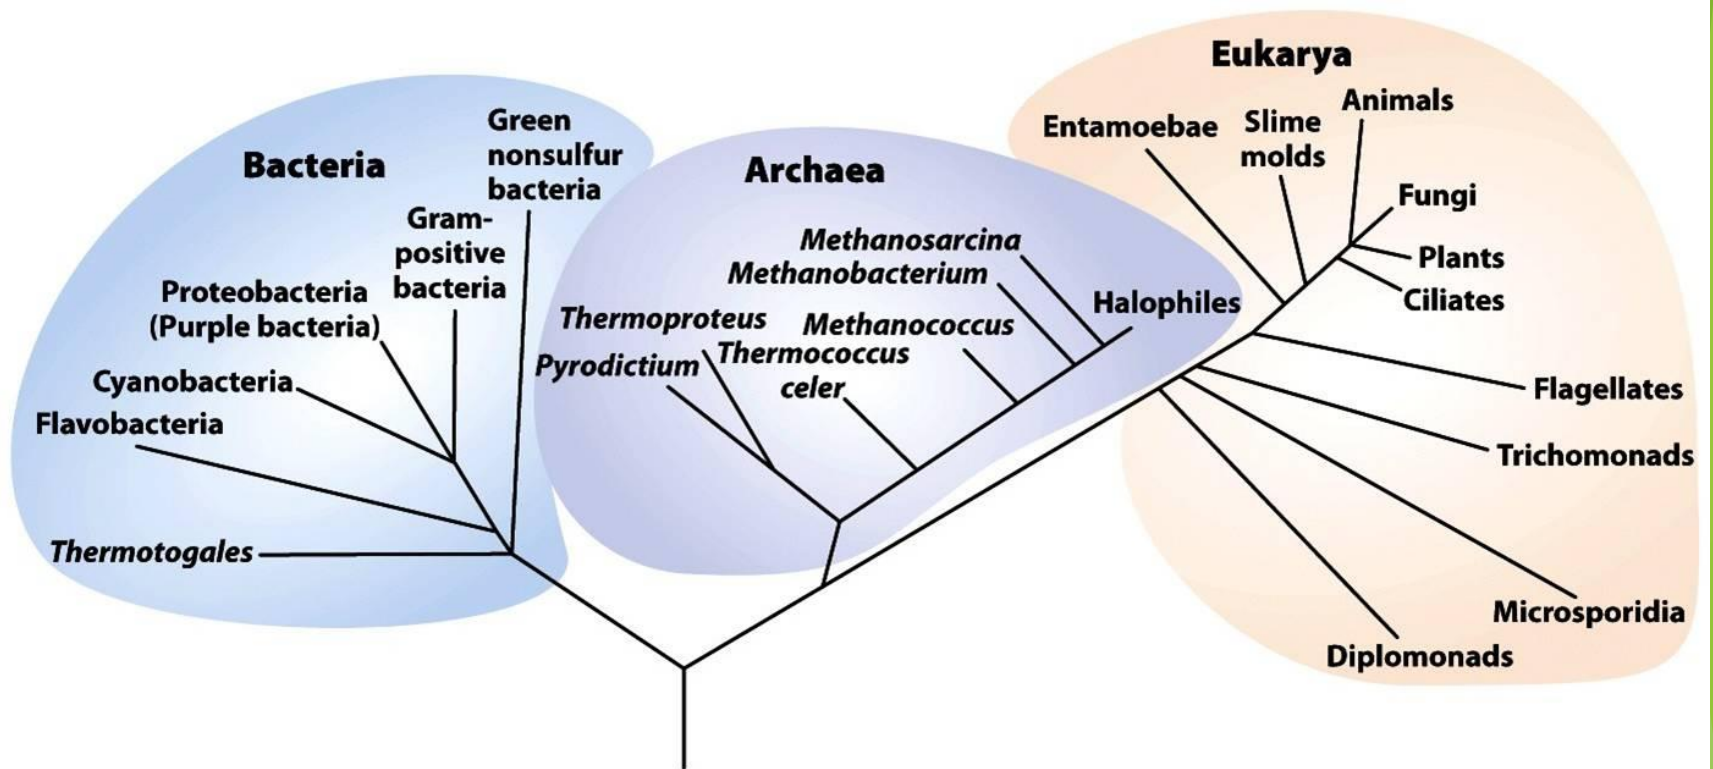 Bacteria
Green
nonsulfur
bacteria
Gram-
positive
bacteria
Proteobacteria
(Purple bacteria)
Cyanobacteria
Flavobacteria
Thermotogales
Archaea
Methanosarcina
Methanobacterium
Halophiles
Thermoproteus
Methanococcus
Thermococcus
celer
Pyrodictium
Eukarya
Animals
Entamoebae
Slime
molds
Fungi
Plants
Ciliates
Flagellates
Trichomonads
Microsporidia
Diplomonads